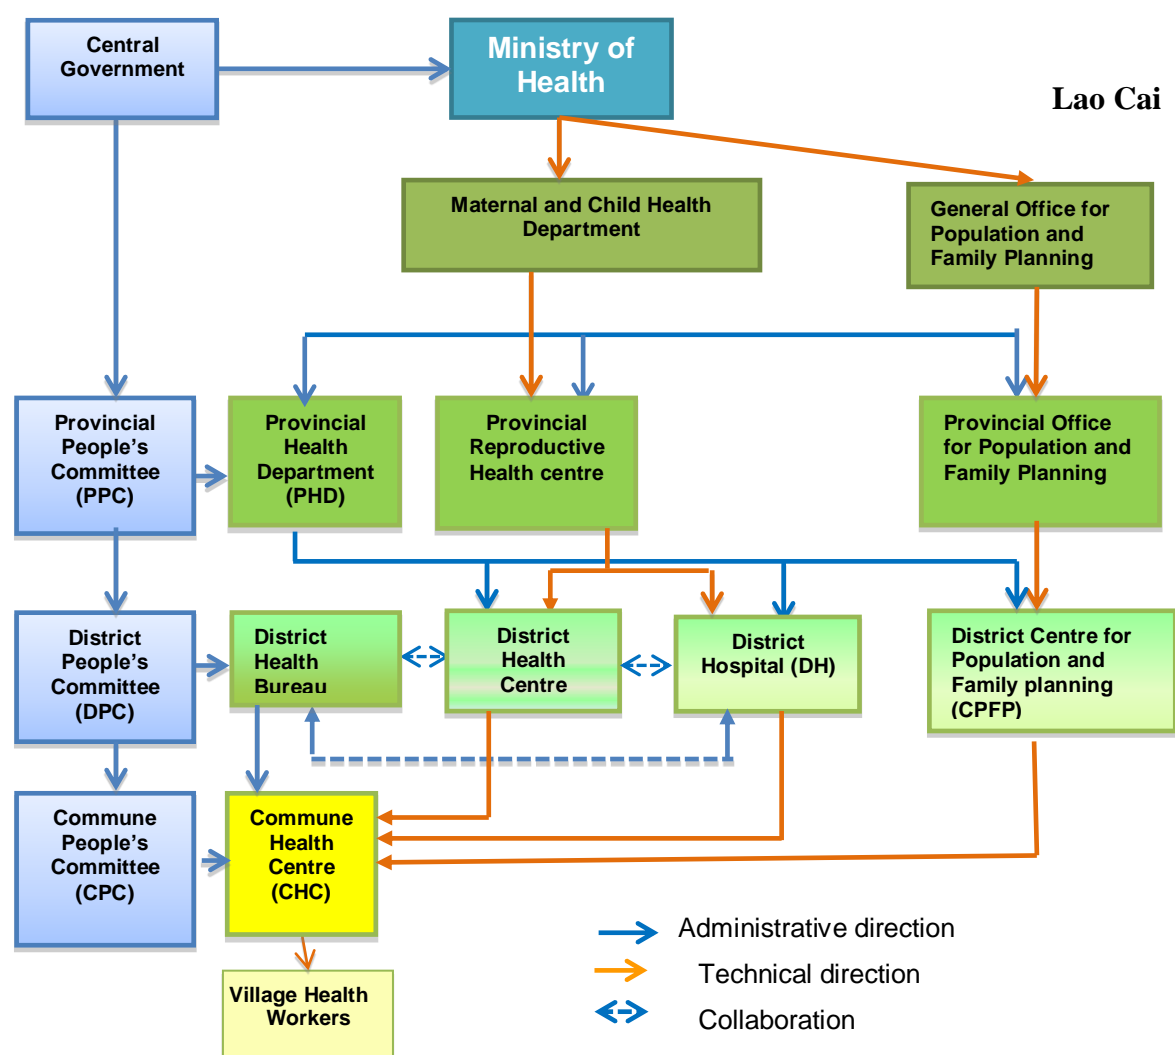 Central
Government
Ministry of
Health
Lao Cai
Maternal and Child Health
Department
General Office for
Population and
Family Planning
Provincial
People's
Committee
(PPC)
Provincial
Health
Department
(PHD)
Provincial
Reproductive
Health centre
Provincial Office
for Population and
Family Planning
District
People's
Committee
(DPC)
District
Health
Bureau
District
Health
Centre
District
Hospital (DH)
District Centre for
Population and
Family planning
(CPFP)
Commune
People's
Committee
(CPC)
Commune
Health
Centre
(CHC)
Administrative direction
Technical direction
Collaboration
Village Health
Workers